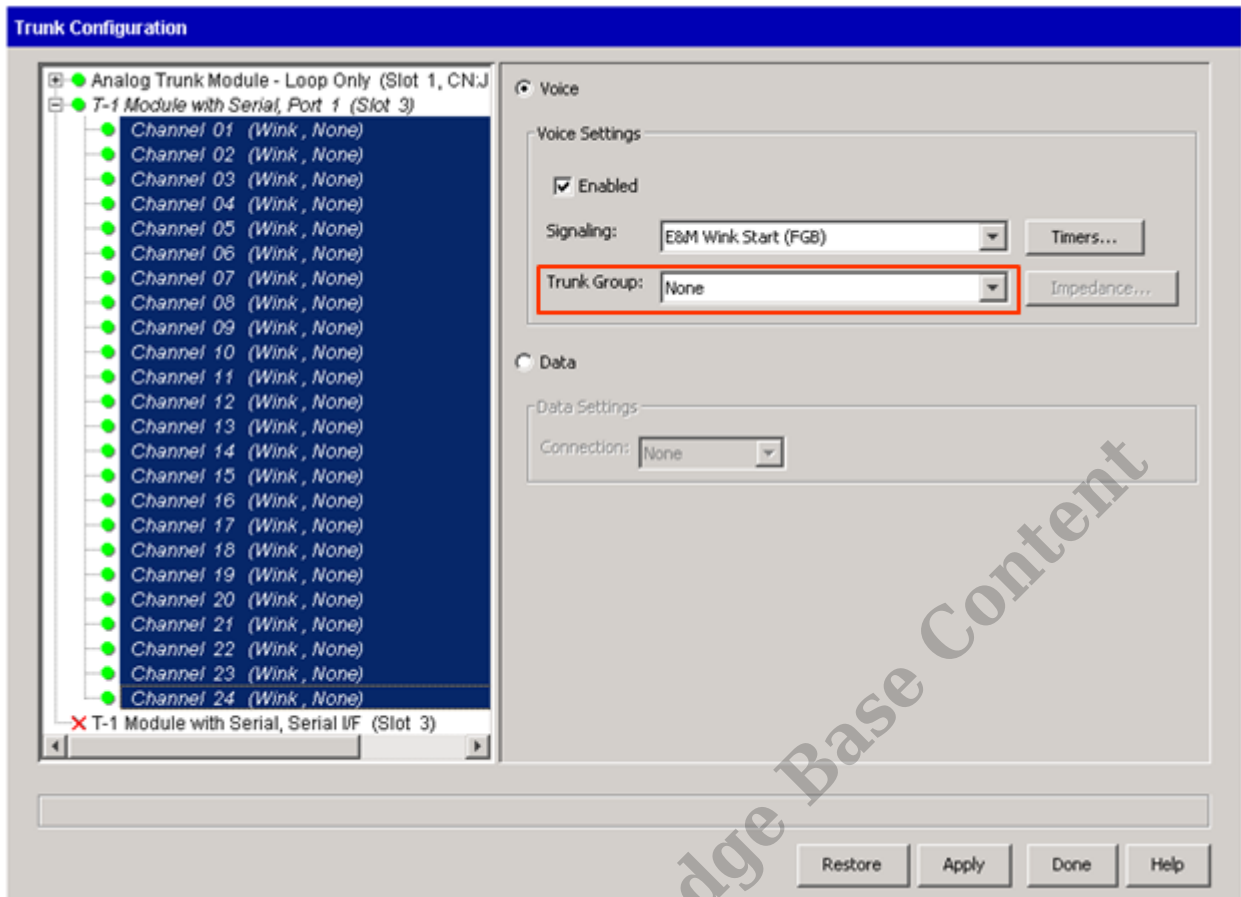 Trunk Configuration
Analog Trunk Module - Loop Only (Slot 1, CN:J
T-1 Module with Serial, Port 1 (Slot 3)
Channel 01 (Wink , None)
Channel 02 (Wink , None)
Channel 03 (Wink , None)
Channel 04 (Wink , None)
Channel 05 (Wink , None)
Channel 06 (Wink , None)
Channel 07 (Wink , None)
Channel 08 (Wink , None)
Channel 09 (Wink , None)
Channel 10 (Wink , None)
Channel 11 (Wink , None)
Channel 12 (Wink , None)
Channel 13 (Wink , None)
Channel 14 (Wink , None)
Channel 15 (Wink , None)
Channel 16 (Wink , None)
Channel 17 (Wink , None)
Channel 18 (Wink , None)
Channel 19 (Wink , None)
Channel 20 (Wink , None)
Channel 21 (Wink , None)
Channel 22 (Wink , None)
Channel 23 (Wink , None)
Channel 24 (Wink , None)
T-1 Module with Serial, Serial I/F (Slot 3)
Voice
Voice Settings
Enabled
Signaling: E&M Wink Start (FGB) Timers...
Trunk Group: None Impedance...
Data
Data Settings
Connection: None
Restore Apply Done Help
dge Base Content